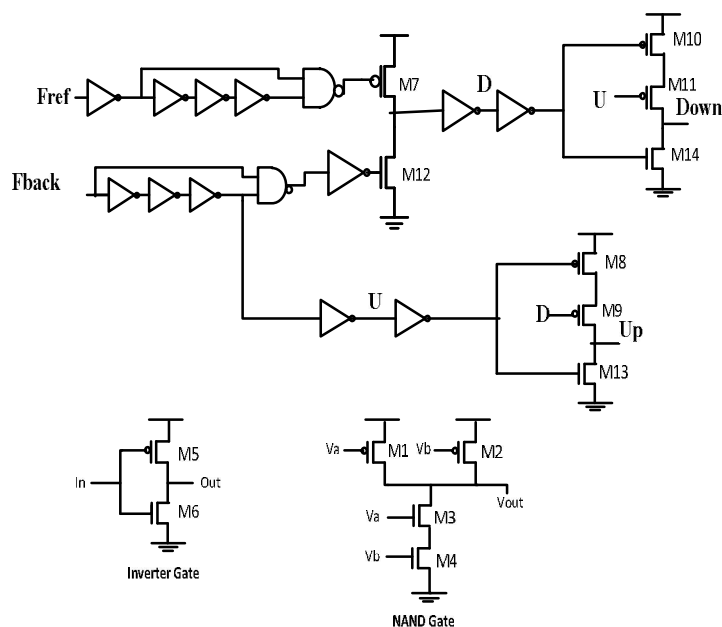 M10
Fref
M7
D
M11
U
Down
M14
Fback
M12
M8
U
D
M9
Up
M13
Va
M1
Vb
M2
M5
In
Out
M6
Vout
Va
M3
Vb
M4
Inverter Gate
NAND Gate